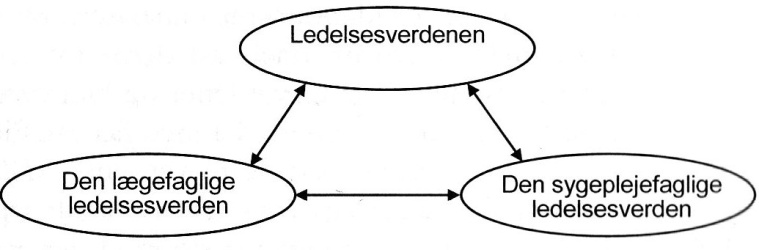 Ledelsesverdenen
Den lægefaglige
ledelsesverden
Den sygeplejefaglige
ledelsesverden